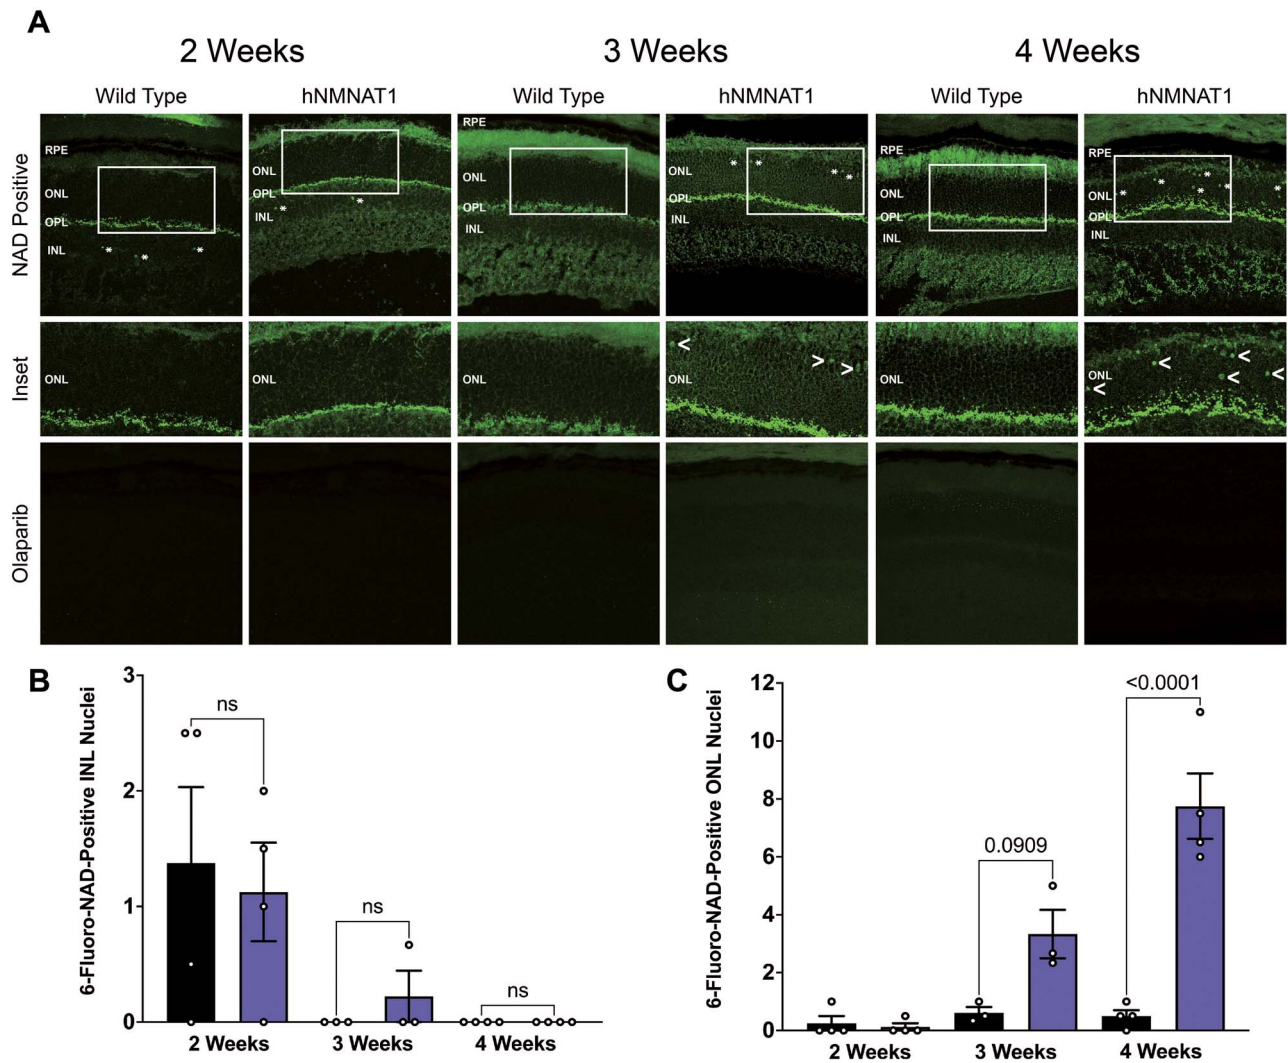 A
2 Weeks 3 Weeks 4 Weeks
Wild Type hNMNAT1 Wild Type hNMNAT1 Wild Type hNMNAT1
NAD Positive
RPE
ONL
OPL
INL
*
*
*
OPL
INL
*
*
RPE
ONL
OPL
INL
ONL
OPL
INL
* *
* *
RPE
ONL
OPL
INL
RPE
ONL
OPL
INL
* * * * * * *
Inset
ONL
ONL
ONL
ONL
<
>
>
ONL
ONL
<
<
<
<
<
Olaparib
B
6-Fluoro-NAD-Positive INL Nuclei
3
2
1
0
ns
ns
ns
2 Weeks 3 Weeks 4 Weeks
C
6-Fluoro-NAD-Positive ONL Nuclei
12
10
8
6
4
2
0
0.0909
<0.0001
2 Weeks 3 Weeks 4 Weeks